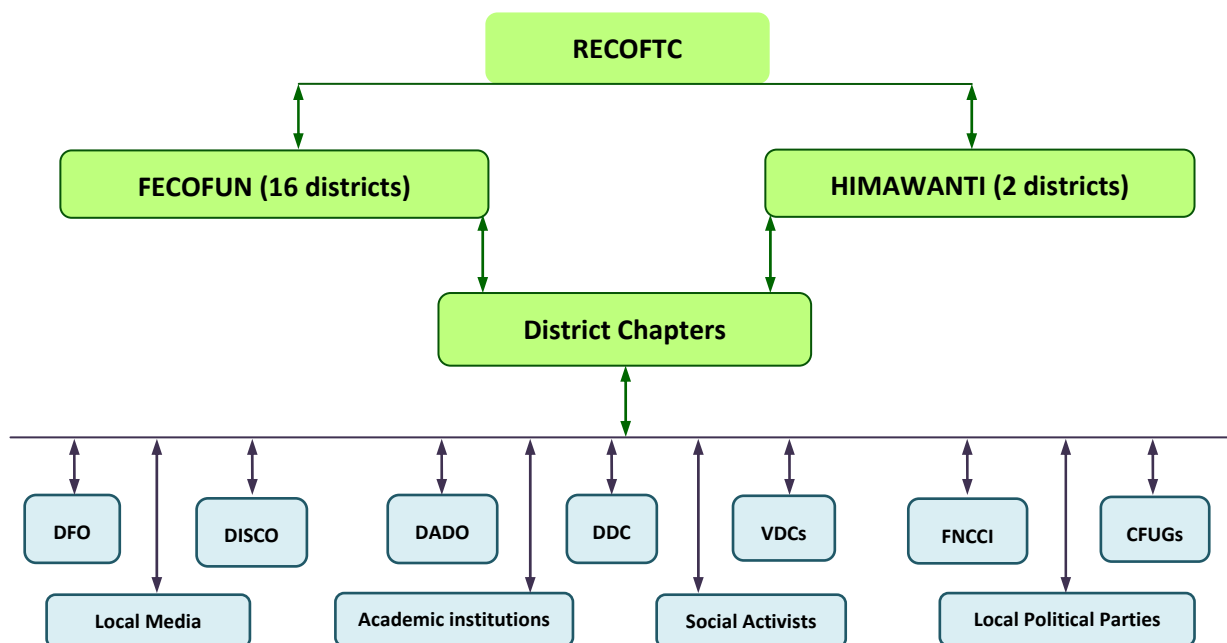 RECOFTC
FECOFUN (16 districts)
HIMAWANTI (2 districts)
District Chapters
DFO
DISCO
DADO
DDC
VDCs
FNCCI
CFUGs
Local Media
Academic institutions
Social Activists
Local Political Parties